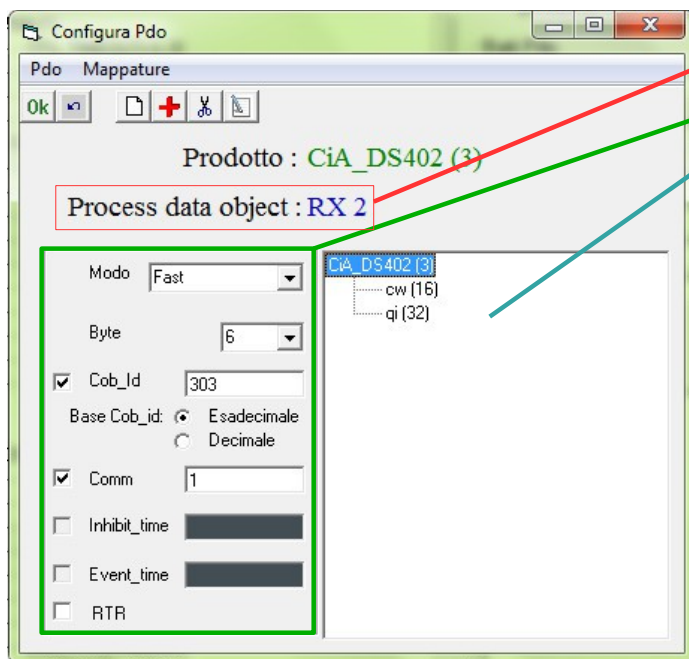 Configura Pdo
Pdo Mappature
Ok
Prodotto : CiA_DS402 (3)
Process data object : RX 2
Modo Fast
Byte 6
Cob_Id 303
Base Cob_id: Esadecimale
Decimale
Comm 1
Inhibit_time
Event_time
RTR
CiA_DS402 (3)
cw (16)
qi (32)